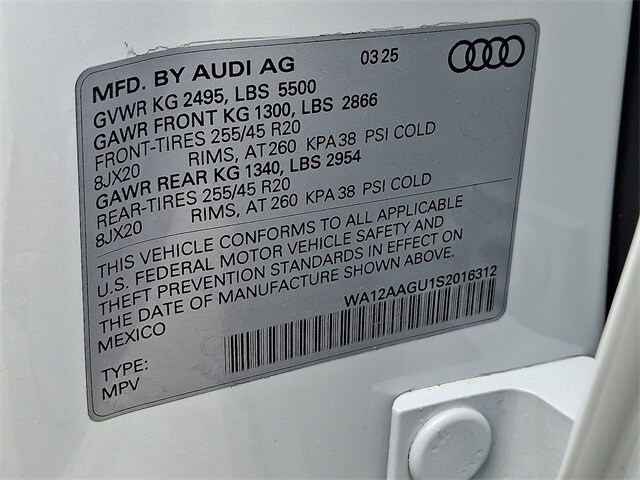 MFD. BY AUDI AG 03 25
GVWR KG 2495, LBS 5500
GAWR FRONT KG 1300, LBS 2866
FRONT-TIRES 255/45 R20
8JX20 RIMS, AT 260 KPA 38 PSI COLD
GAWR REAR KG 1340, LBS 2954
REAR-TIRES 255/45 R20
8JX20 RIMS, AT 260 KPA 38 PSI COLD
THIS VEHICLE CONFORMS TO ALL APPLICABLE
U.S. FEDERAL MOTOR VEHICLE SAFETY AND
THEFT PREVENTION STANDARDS IN EFFECT ON
THE DATE OF MANUFACTURE SHOWN ABOVE.
MEXICO
WA12AAGU1S2016312
TYPE:
MPV